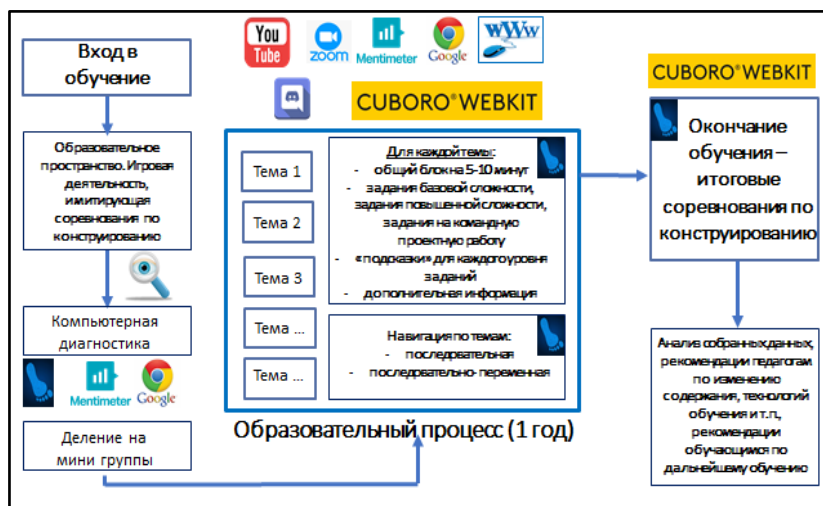 Вход в
обучение
Образовательное
пространство. Игровая
деятельность,
имитирующая
соревнования по
конструированию
Компьютерная
диагностика
Mentimeter
Google
Деление на
мини группы
You
Tube
zoom
Mentimeter
Google
WWW
CUBORO® WEBKIT
Тема 1
Тема 2
Тема 3
Тема ...
Тема ...
Для каждой темы:
- общий блок на 5-10 минут
- задания базовой сложности,
задания повышенной сложности,
задания на командную
проектную работу
- «подсказки» для каждого уровня
заданий
- дополнительная информация
Навигация по темам:
- последовательная
- последовательно- переменная
Образовательный процесс (1 год)
CUBORO® WEBKIT
Окончание
обучения –
итоговые
соревнования по
конструированию
Анализ собранных данных,
рекомендации педагогам
по изменению
содержания, технологий
обучения и т.п.,
рекомендации
обучающимся по
дальнейшему обучению